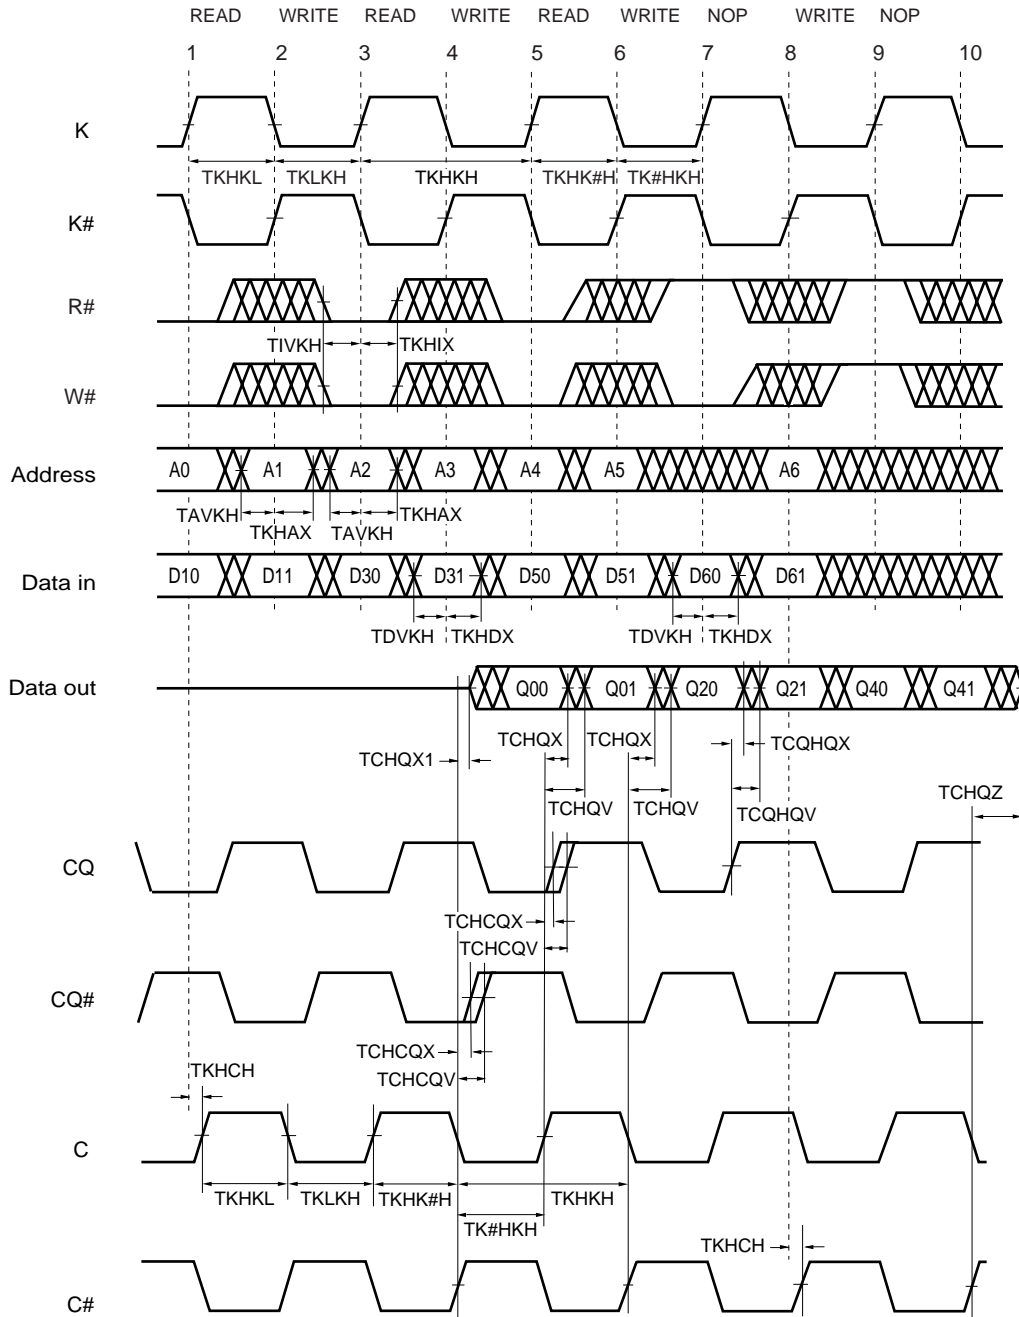 READ WRITE READ WRITE READ WRITE NOP WRITE NOP
1 2 3 4 5 6 7 8 9 10
K
TKHKL TKLKH TKHKH TKHK#H TK#HKH
K#
R#
TIVKH TKHIX
W#
Address A0 A1 A2 A3 A4 A5 A6
TAVKH TKHAX TAVKH TKHAX
Data in D10 D11 D30 D31 D50 D51 D60 D61
TDVKH TKHDX TDVKH TKHDX
Data out Q00 Q01 Q20 Q21 Q40 Q41
TCHQX1 TCHQX TCHQX TCQHQX
TCHQV TCHQV TCQHQV TCHQZ
CQ
TCHCQX
TCHCQV
CQ#
TCHCQX
TCHCQV
TKHCH
C
TKHKL TKLKH TKHK#H TKHKH
TK#HKH
TKHCH
C#